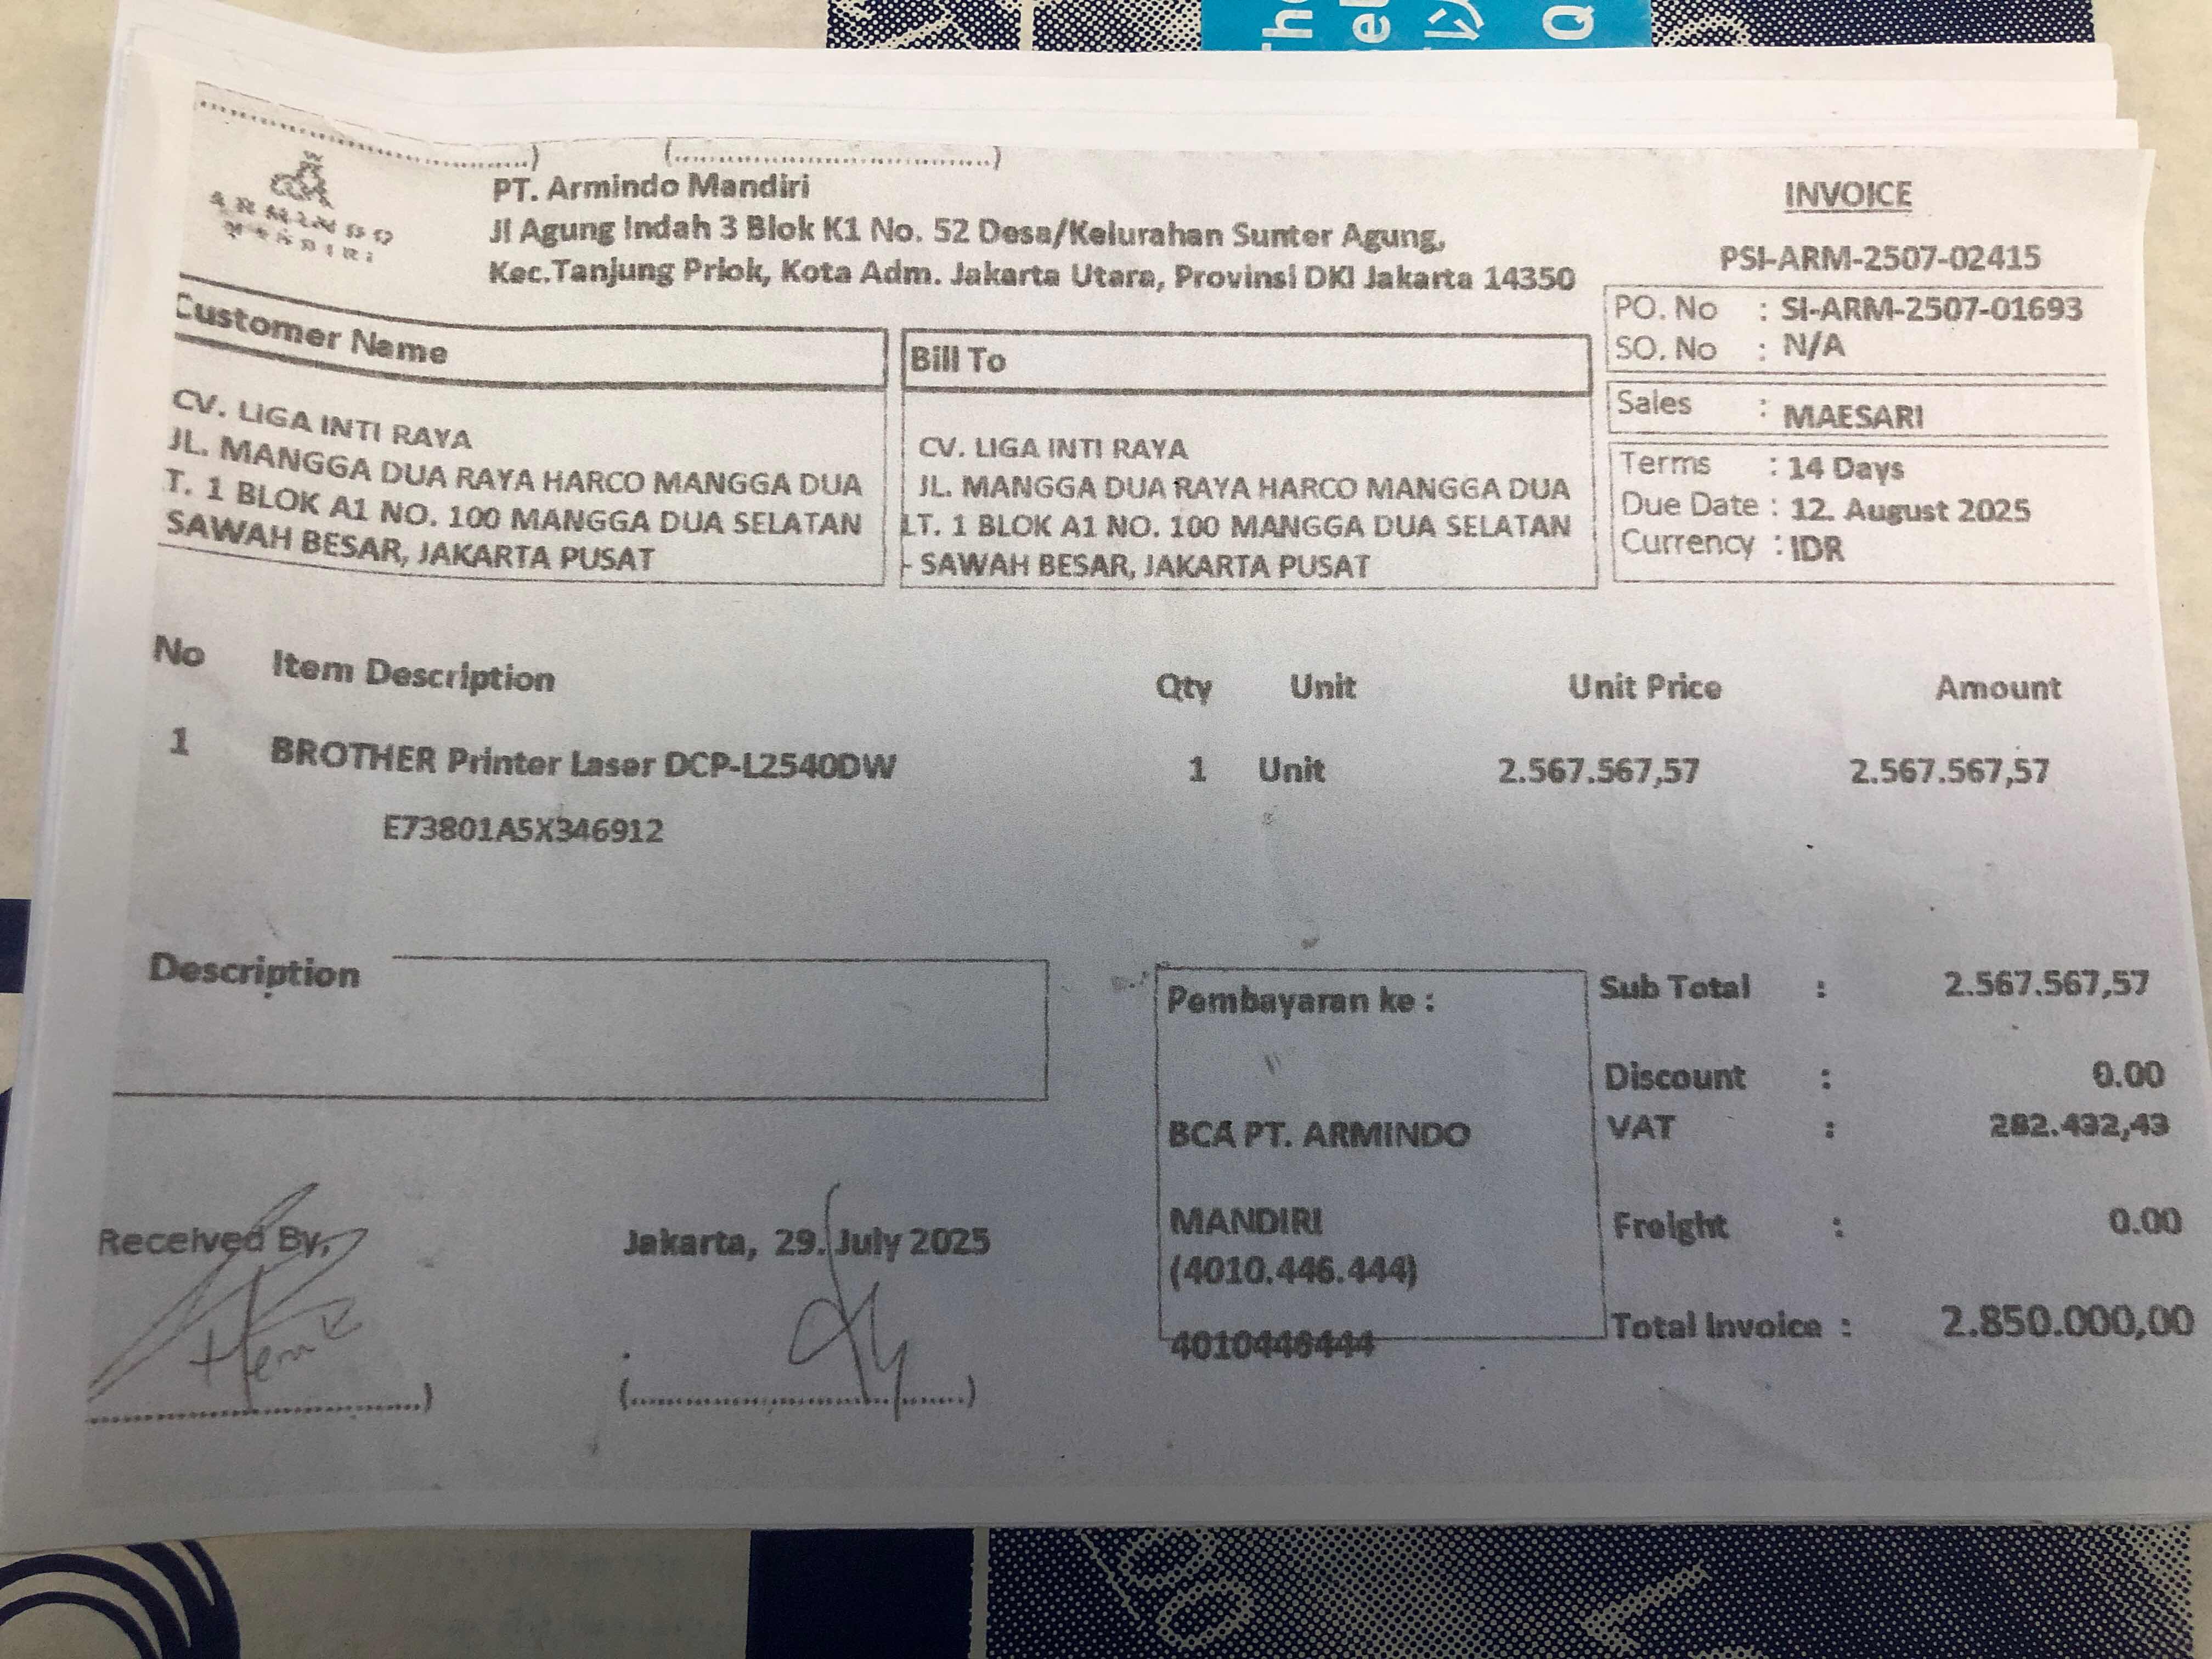 ARMINDO
MANDIRI
PT. Armindo Mandiri
Jl Agung Indah 3 Blok K1 No. 52 Desa/Kelurahan Sunter Agung,
Kec.Tanjung Priok, Kota Adm. Jakarta Utara, Provinsi DKI Jakarta 14350
INVOICE
PSI-ARM-2507-02415
PO. No : SI-ARM-2507-01693
SO. No : N/A
Sales : MAESARI
Terms : 14 Days
Due Date : 12. August 2025
Currency : IDR
Customer Name
CV. LIGA INTI RAYA
JL. MANGGA DUA RAYA HARCO MANGGA DUA
T. 1 BLOK A1 NO. 100 MANGGA DUA SELATAN
SAWAH BESAR, JAKARTA PUSAT
Bill To
CV. LIGA INTI RAYA
JL. MANGGA DUA RAYA HARCO MANGGA DUA
LT. 1 BLOK A1 NO. 100 MANGGA DUA SELATAN
- SAWAH BESAR, JAKARTA PUSAT
No Item Description Qty Unit Unit Price Amount
1 BROTHER Printer Laser DCP-L2540DW 1 Unit 2.567.567,57 2.567.567,57
E73801A5X346912
Description
Pembayaran ke :
BCA PT. ARMINDO
MANDIRI
(4010.446.444)
4010446444
Sub Total : 2.567.567,57
Discount : 0.00
VAT : 282.432,43
Freight : 0.00
Total Invoice : 2.850.000,00
Received By,
Jakarta, 29. July 2025